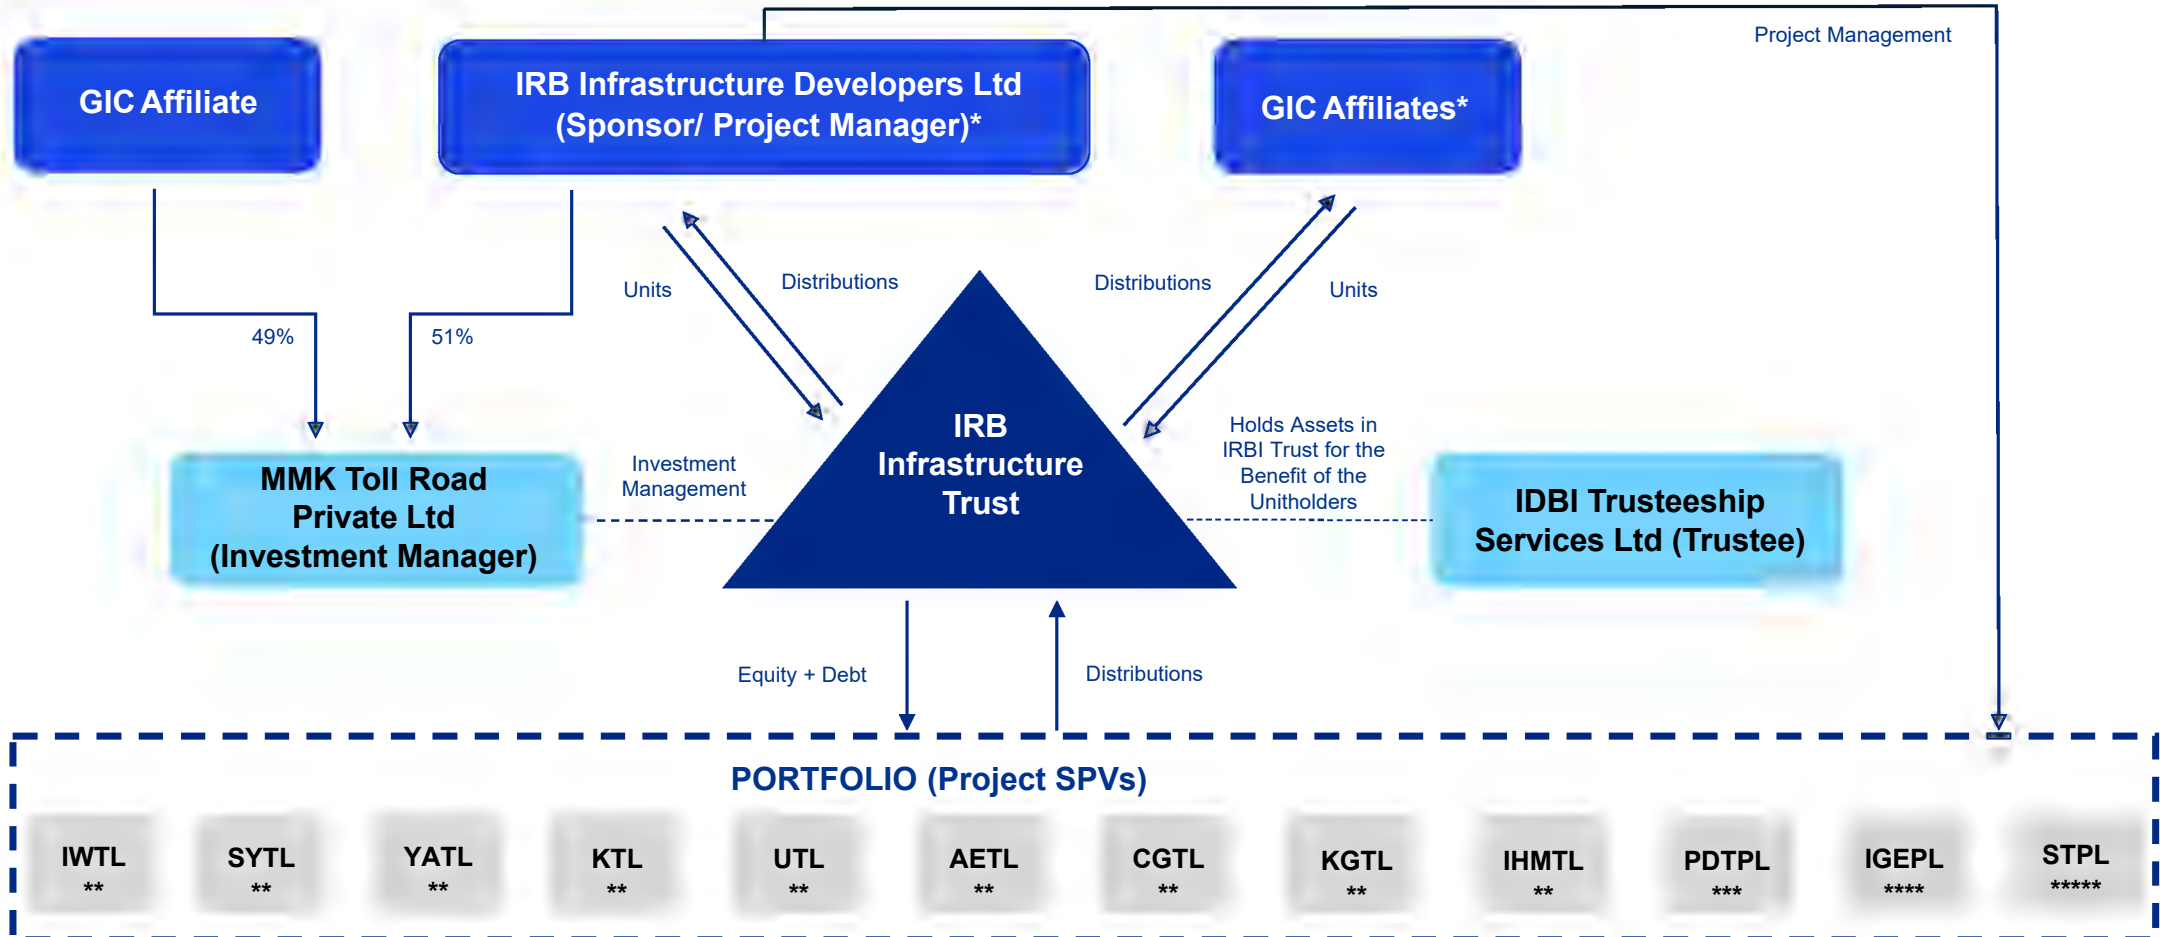 Project Management
GIC Affiliate
IRB Infrastructure Developers Ltd
(Sponsor/ Project Manager)*
GIC Affiliates*
Units
Distributions
Distributions
Units
49%
51%
MMK Toll Road
Private Ltd
(Investment Manager)
Investment
Management
IRB
Infrastructure
Trust
Holds Assets in
IRBI Trust for the
Benefit of the
Unitholders
IDBI Trusteeship
Services Ltd (Trustee)
Equity + Debt
Distributions
PORTFOLIO (Project SPVs)
IWTL
**
SYTL
**
YATL
**
KTL
**
UTL
**
AETL
**
CGTL
**
KGTL
**
IHMTL
**
PDTPL
***
IGEPL
****
STPL
*****